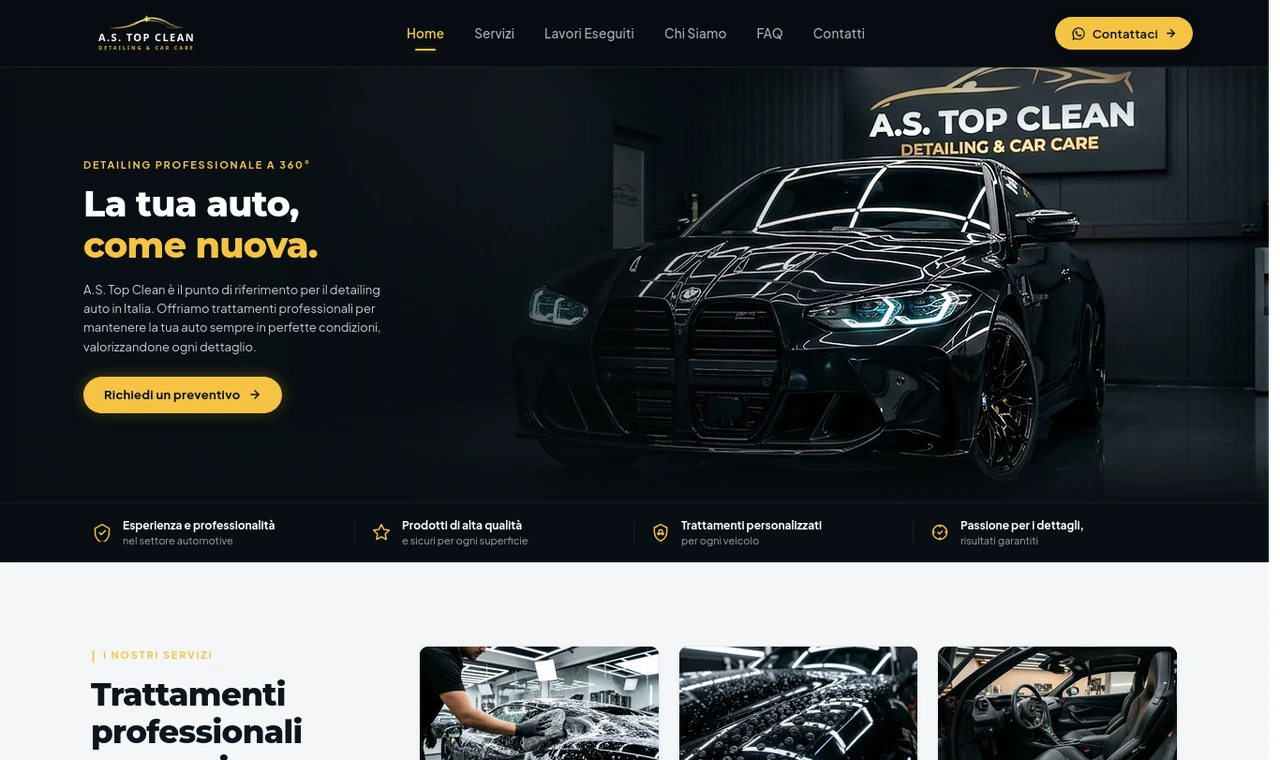 A.S. TOP CLEAN
DETAILING & CAR CARE
Home
Servizi
Lavori Eseguiti
Chi Siamo
FAQ
Contatti
Contattaci
A.S. TOP CLEAN
DETAILING & CAR CARE
DETAILING PROFESSIONALE A 360°
La tua auto,
come nuova.
A.S. Top Clean è il punto di riferimento per il detailing
auto in Italia. Offriamo trattamenti professionali per
mantenere la tua auto sempre in perfette condizioni,
valorizzandone ogni dettaglio.
Richiedi un preventivo
Esperienza e professionalità
nel settore automotive
Prodotti di alta qualità
e sicuri per ogni superficie
Trattamenti personalizzati
per ogni veicolo
Passione per i dettagli,
risultati garantiti
I NOSTRI SERVIZI
Trattamenti
professionali